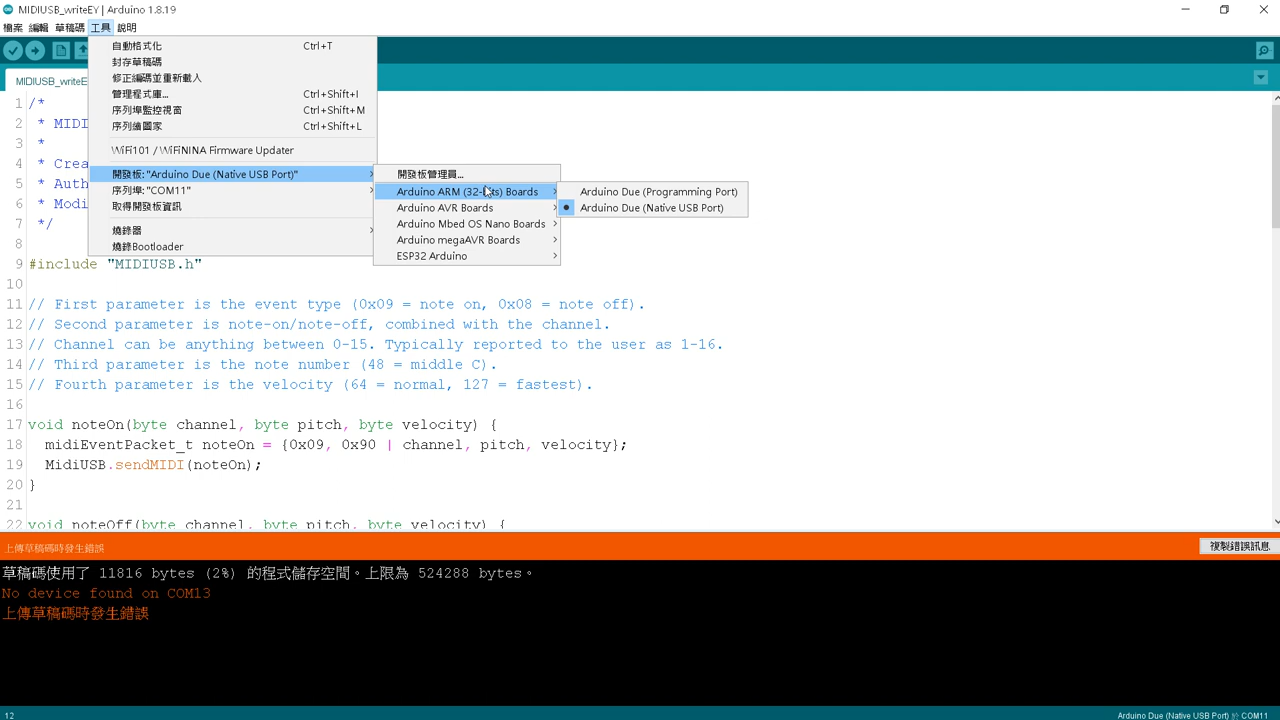 MIDIUSB_writeEY | Arduino 1.8.19
檔案 編輯 草稿碼 工具 說明
自動格式化 Ctrl+T
封存草稿碼
修正編碼並重新載入
管理程式庫... Ctrl+Shift+I
序列埠監控視窗 Ctrl+Shift+M
序列繪圖家 Ctrl+Shift+L
WiFi101 / WiFiNINA Firmware Updater
開發板: "Arduino Due (Native USB Port)"
序列埠: "COM11"
取得開發板資訊
燒錄器
燒錄Bootloader
開發板管理員...
Arduino ARM (32-bits) Boards
Arduino AVR Boards
Arduino Mbed OS Nano Boards
Arduino megaAVR Boards
ESP32 Arduino
Arduino Due (Programming Port)
Arduino Due (Native USB Port)
MIDIUSB_writeE
1 /*
2 * MIDI
3 *
4 * Crea
5 * Auth
6 * Modi
7 */
8
9 #include "MIDIUSB.h"
10
11 // First parameter is the event type (0x09 = note on, 0x08 = note off).
12 // Second parameter is note-on/note-off, combined with the channel.
13 // Channel can be anything between 0-15. Typically reported to the user as 1-16.
14 // Third parameter is the note number (48 = middle C).
15 // Fourth parameter is the velocity (64 = normal, 127 = fastest).
16
17 void noteOn(byte channel, byte pitch, byte velocity) {
18 midiEventPacket_t noteOn = {0x09, 0x90 | channel, pitch, velocity};
19 MidiUSB.sendMIDI(noteOn);
20 }
21
22 void noteOff(byte channel, byte pitch, byte velocity) {
上傳草稿碼時發生錯誤
複製錯誤訊息
草稿碼使用了 11816 bytes (2%) 的程式儲存空間。上限為 524288 bytes。
No device found on COM13
上傳草稿碼時發生錯誤
12
Arduino Due (Native USB Port) 於 COM11